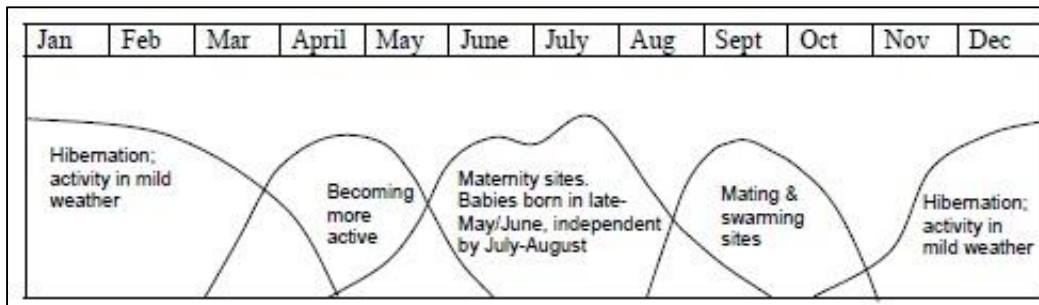 Jan Feb Mar April May June July Aug Sept Oct Nov Dec
Hibernation;
activity in mild
weather
Becoming
more
active
Maternity sites.
Babies born in late-
May/June, independent
by July-August
Mating &
swarming
sites
Hibernation;
activity in
mild weather